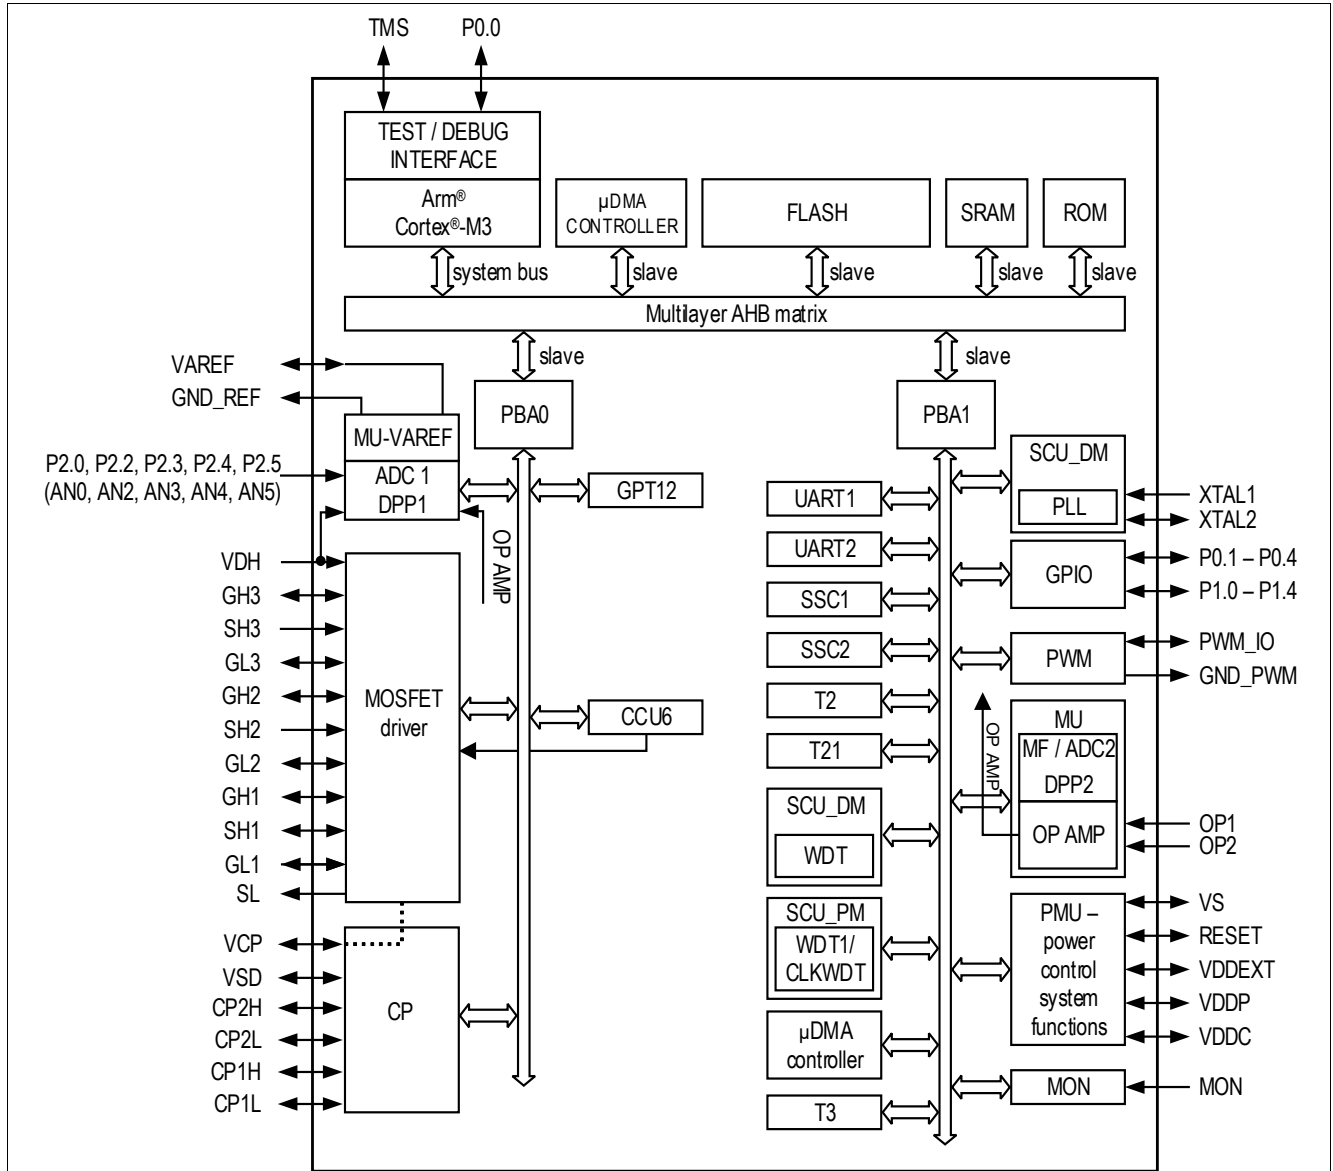 TMS P0.0
TEST / DEBUG
INTERFACE
Arm®
Cortex®-M3
µDMA
CONTROLLER
FLASH
SRAM
ROM
system bus
slave
slave
slave
slave
Multilayer AHB matrix
slave
slave
VAREF
GND_REF
PBA0
PBA1
MU-VAREF
P2.0, P2.2, P2.3, P2.4, P2.5
(AN0, AN2, AN3, AN4, AN5)
ADC 1
DPP1
GPT12
OP AMP
VDH
GH3
SH3
GL3
GH2
SH2
GL2
GH1
SH1
GL1
SL
MOSFET
driver
CCU6
VCP
VSD
CP2H
CP2L
CP1H
CP1L
CP
UART1
UART2
SSC1
SSC2
T2
T21
SCU_DM
WDT
SCU_PM
WDT1/
CLKWDT
µDMA
controller
T3
SCU_DM
PLL
XTAL1
XTAL2
GPIO
P0.1 – P0.4
P1.0 – P1.4
PWM
PWM_IO
GND_PWM
OP AMP
MU
MF / ADC2
DPP2
OP AMP
OP1
OP2
PMU –
power
control
system
functions
VS
RESET
VDDEXT
VDDP
VDDC
MON
MON